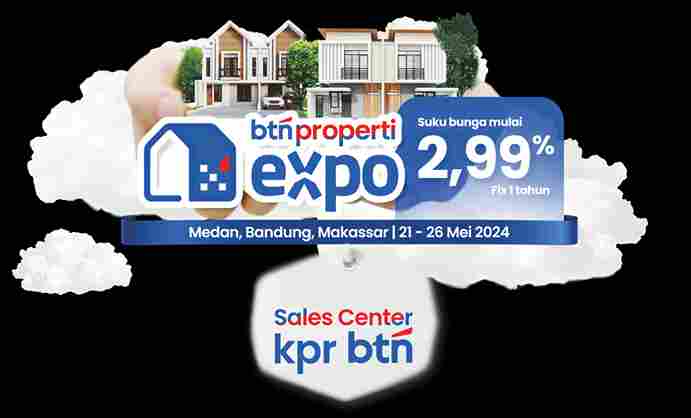 btn properti
expo
Suku bunga mulai
2,99%
Fix 1 tahun
Medan, Bandung, Makassar | 21 - 26 Mei 2024
Sales Center
kpr btn